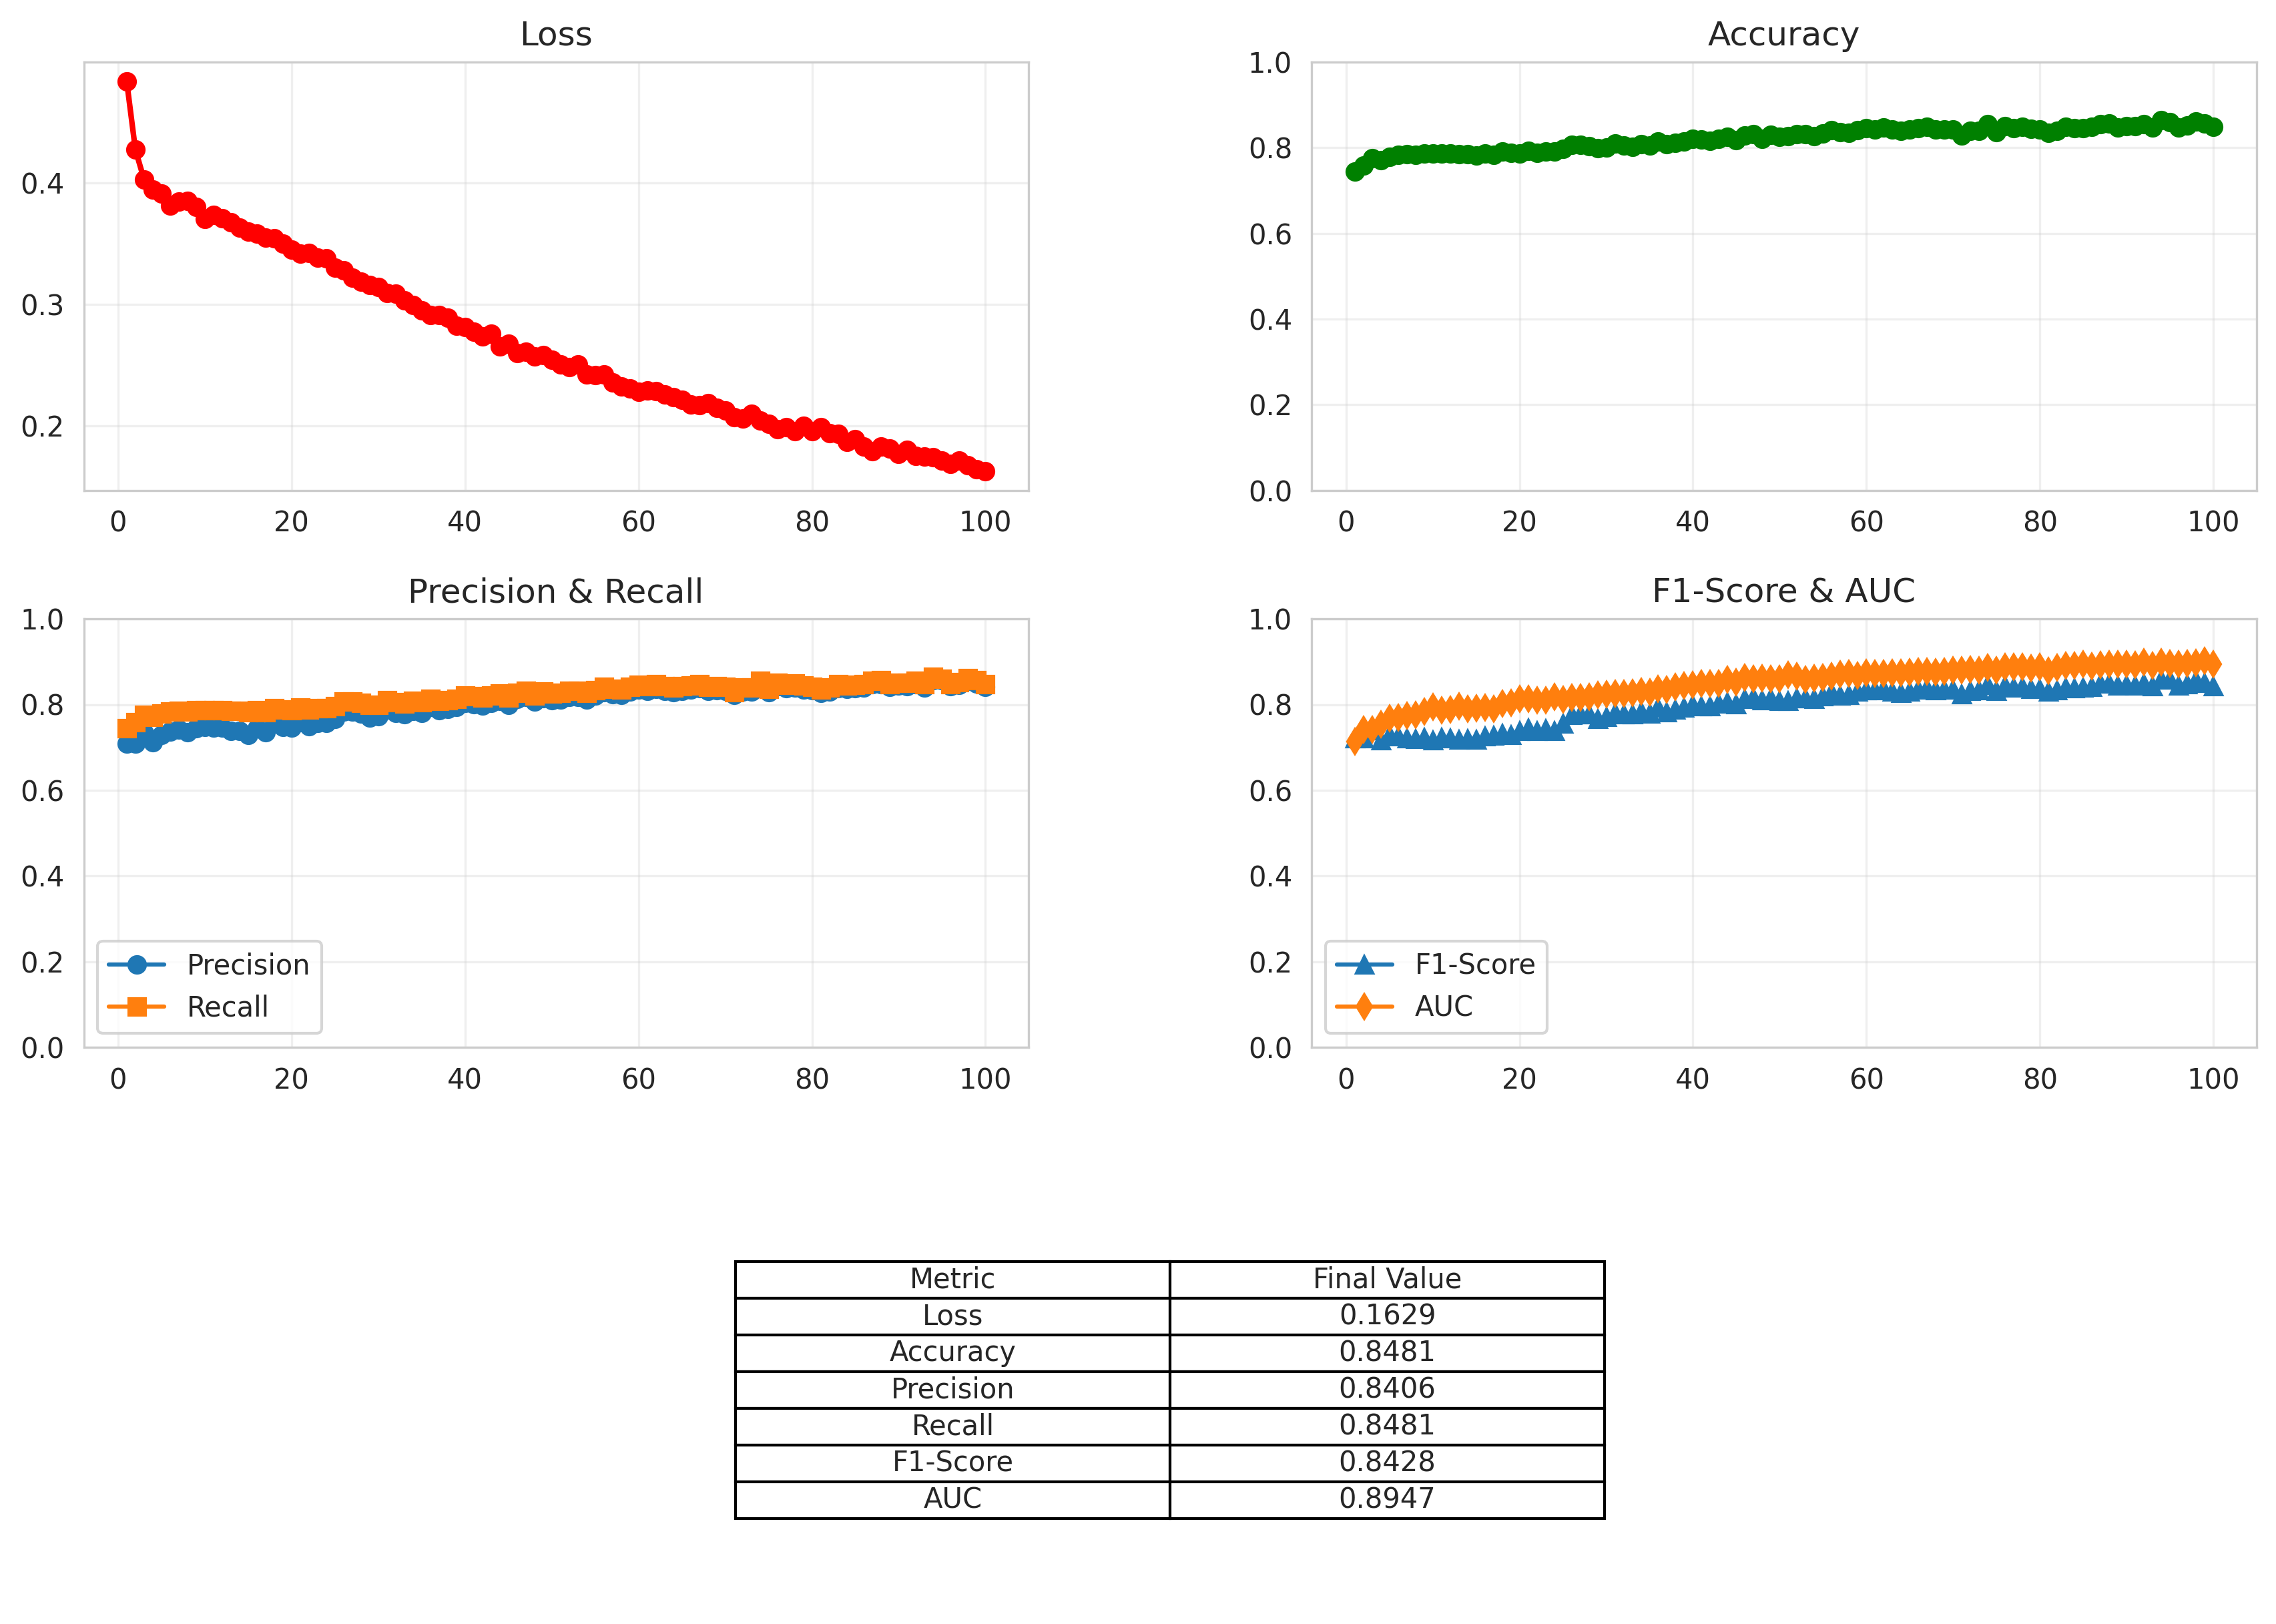 Loss
0.4
0.3
0.2
0 20 40 60 80 100
Accuracy
1.0
0.8
0.6
0.4
0.2
0.0
0 20 40 60 80 100
Precision & Recall
1.0
0.8
0.6
0.4
0.2
0.0
Precision
Recall
0 20 40 60 80 100
F1-Score & AUC
1.0
0.8
0.6
0.4
0.2
0.0
F1-Score
AUC
0 20 40 60 80 100
Metric Final Value
Loss 0.1629
Accuracy 0.8481
Precision 0.8406
Recall 0.8481
F1-Score 0.8428
AUC 0.8947